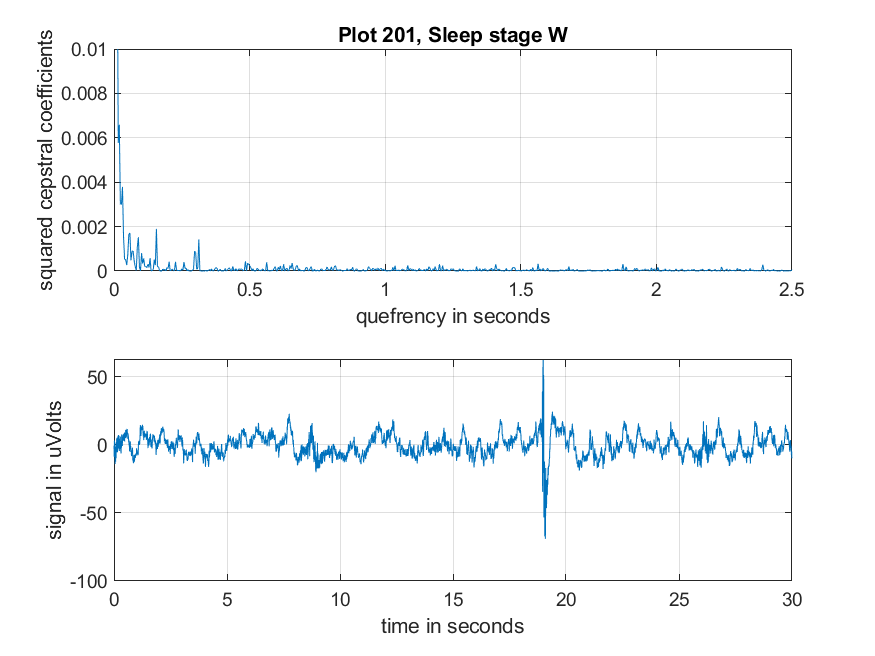 Plot 201, Sleep stage W
squared cepstral coefficients
0.01
0.008
0.006
0.004
0.002
0
0 0.5 1 1.5 2 2.5
quefrency in seconds
signal in uVolts
50
0
-50
-100
0 5 10 15 20 25 30
time in seconds